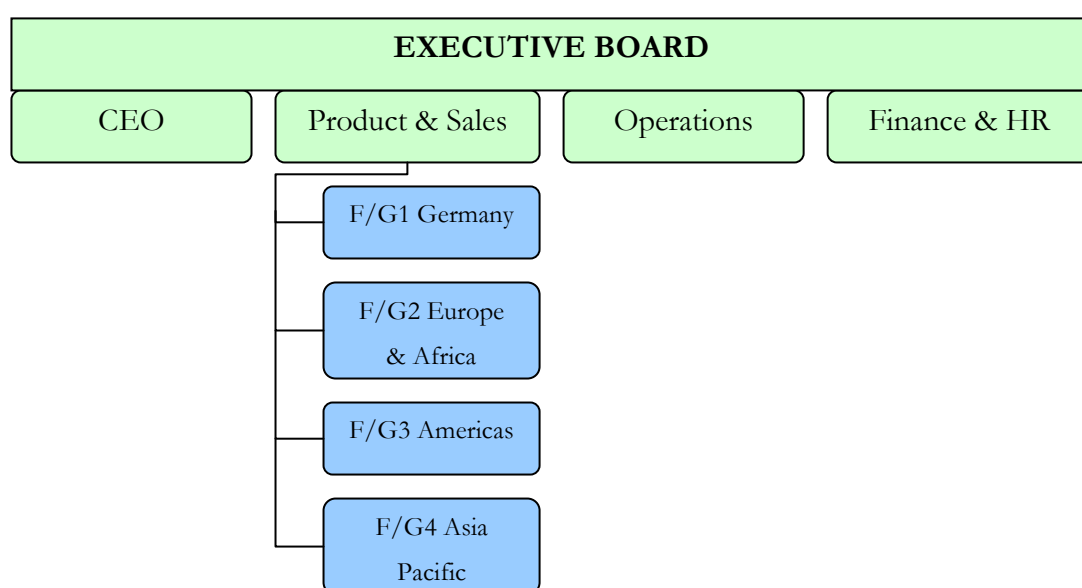 EXECUTIVE BOARD
CEO
Product & Sales
Operations
Finance & HR
F/G1 Germany
F/G2 Europe
& Africa
F/G3 Americas
F/G4 Asia
Pacific